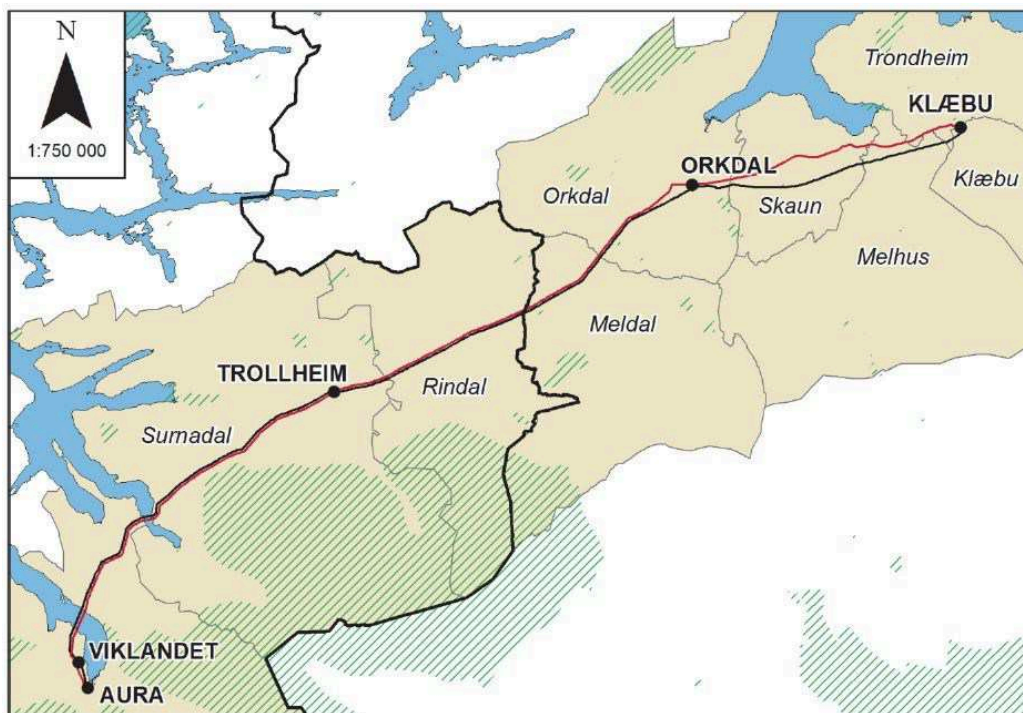 N
1:750 000
Trondheim
KLÆBU
ORKDAL
Klæbu
Orkdal
Skaun
Melhus
Meldal
TROLLHEIM
Rindal
Surnadal
VIKLANDET
AURA